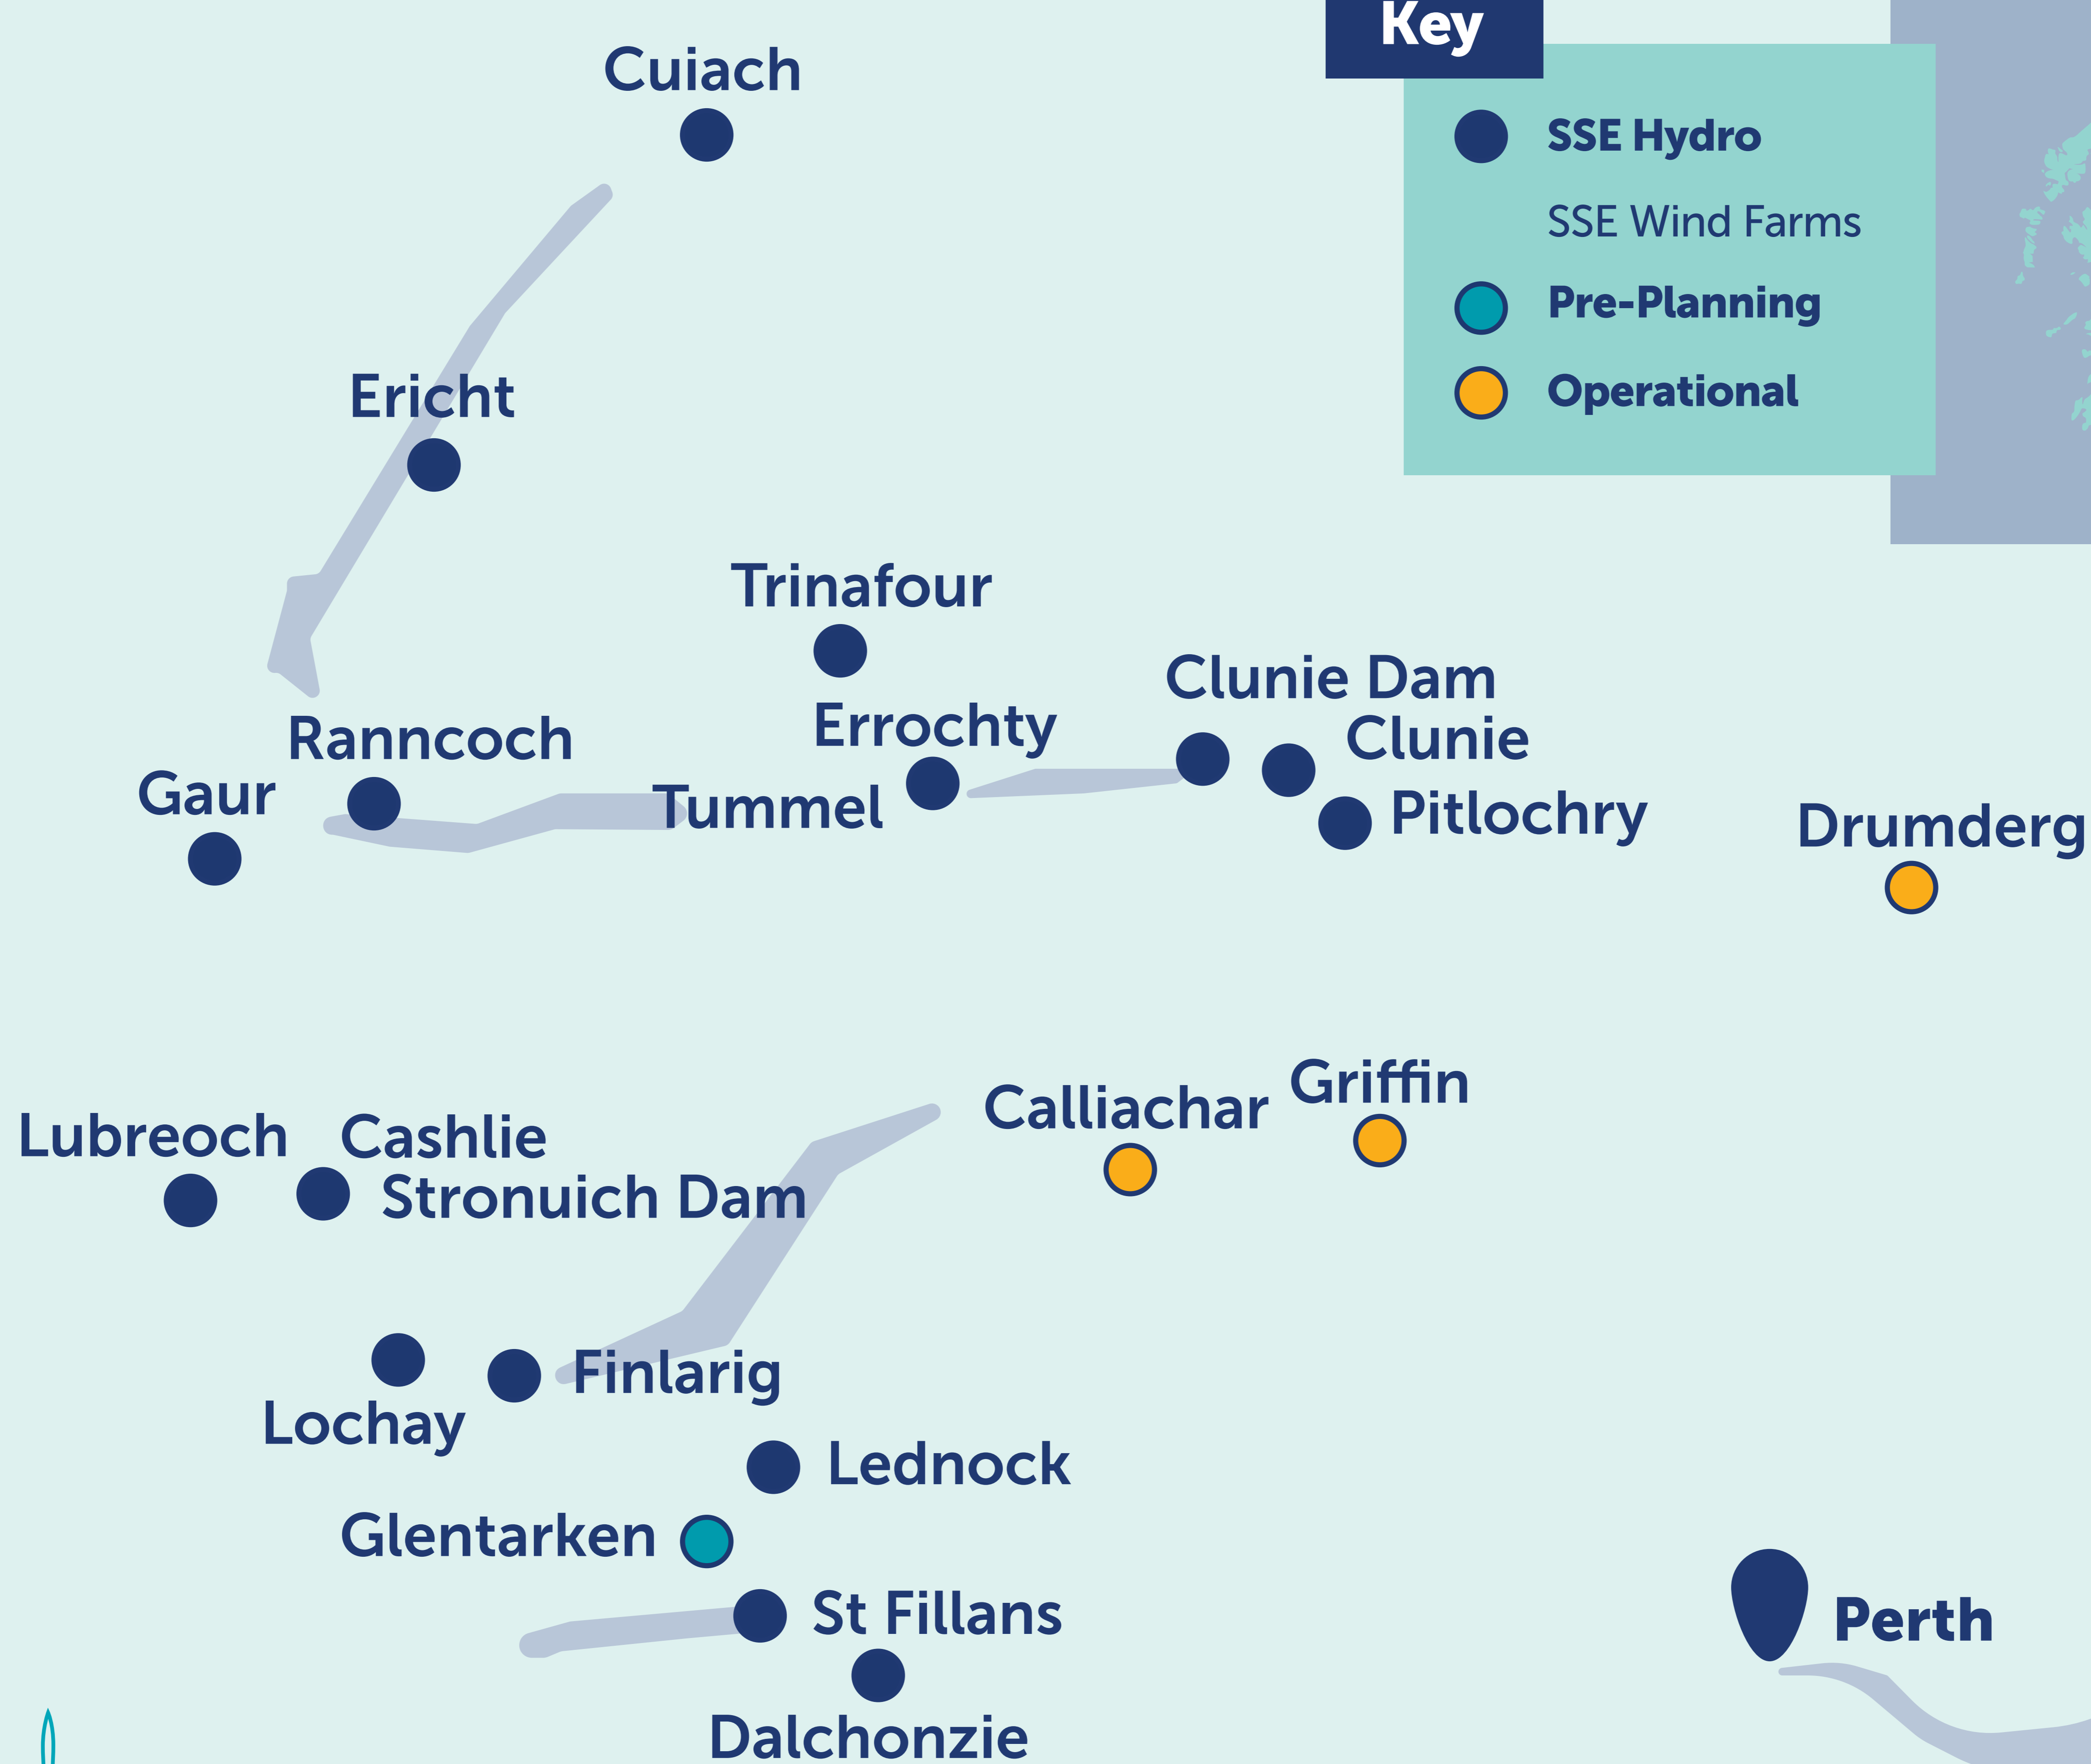 Key
SSE Hydro
SSE Wind Farms
Pre-Planning
Operational
Cuiach
Ericht
Trinafour
Clunie Dam
Ranncoch
Errochty
Clunie
Gaur
Tummel
Pitlochry
Drumderg
Calliachar
Griffin
Lubreoch
Cashlie
Stronuich Dam
Finlarig
Lochay
Lednock
Glentarken
St Fillans
Perth
Dalchonzie